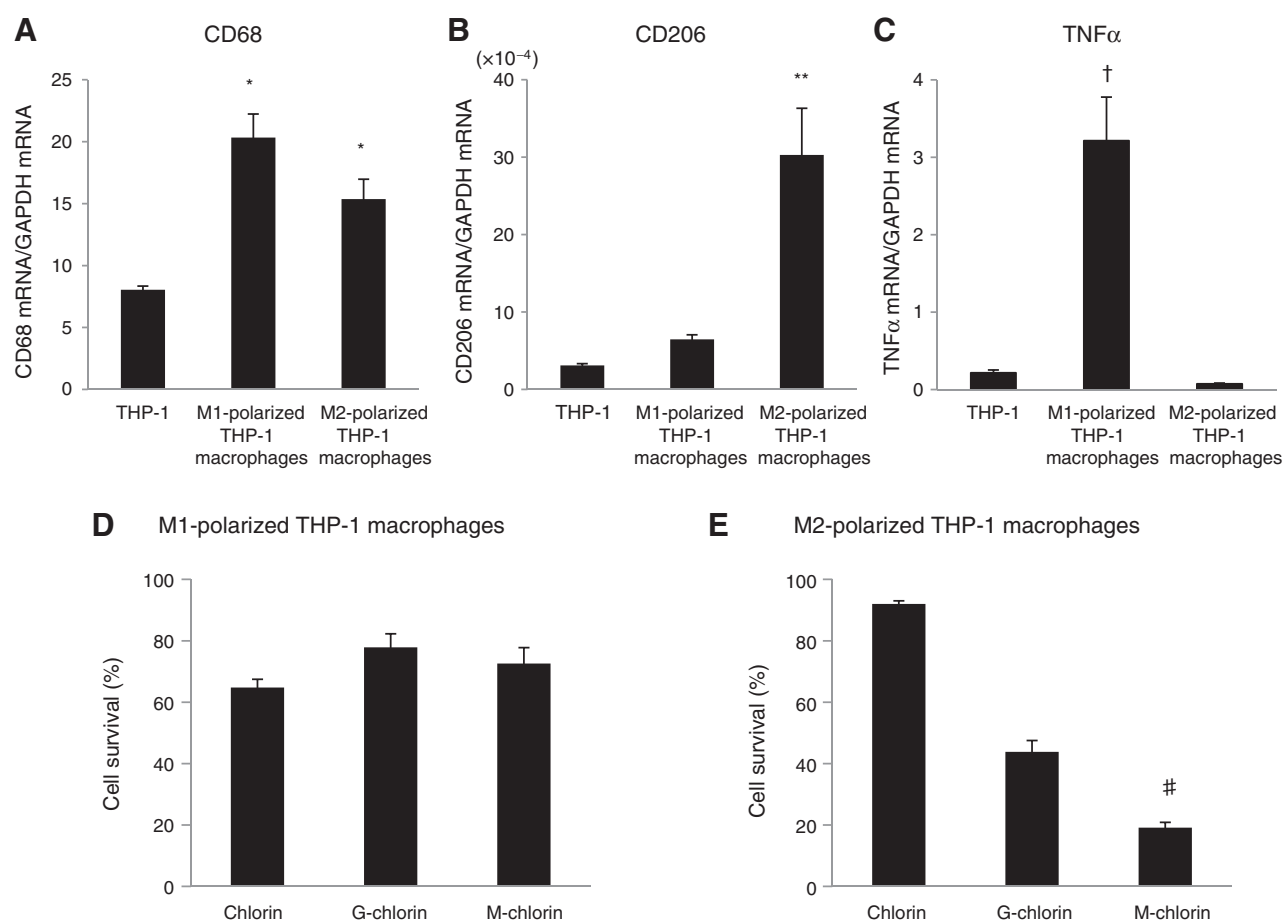 A
CD68
CD68 mRNA/GAPDH mRNA
25
20
15
10
5
0
*
*
THP-1
M1-polarized
THP-1
macrophages
M2-polarized
THP-1
macrophages
B
CD206
(×10⁻⁴)
CD206 mRNA/GAPDH mRNA
40
30
20
10
0
**
THP-1
M1-polarized
THP-1
macrophages
M2-polarized
THP-1
macrophages
C
TNFα
TNFα mRNA/GAPDH mRNA
4
3
2
1
0
†
THP-1
M1-polarized
THP-1
macrophages
M2-polarized
THP-1
macrophages
D
M1-polarized THP-1 macrophages
Cell survival (%)
100
80
60
40
20
0
Chlorin
G-chlorin
M-chlorin
E
M2-polarized THP-1 macrophages
Cell survival (%)
100
80
60
40
20
0
♯
Chlorin
G-chlorin
M-chlorin